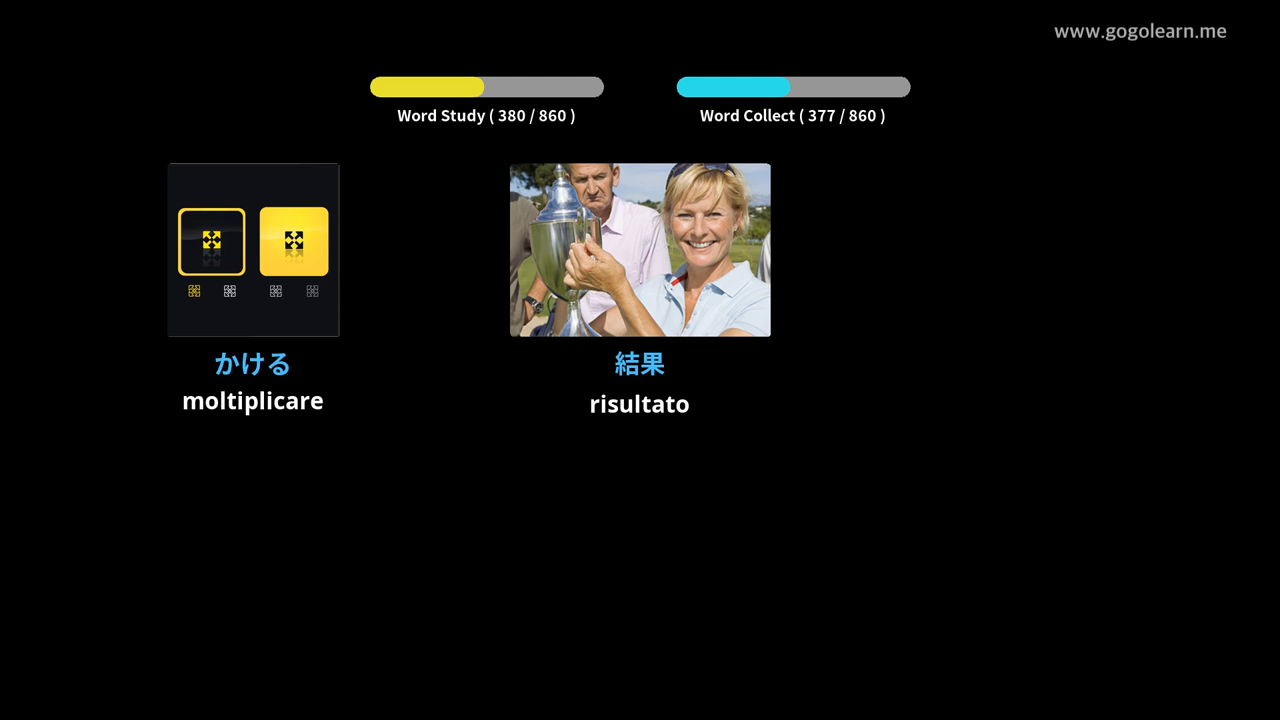 www.gogolearn.me
Word Study ( 380 / 860 )
Word Collect ( 377 / 860 )
かける
moltiplicare
結果
risultato